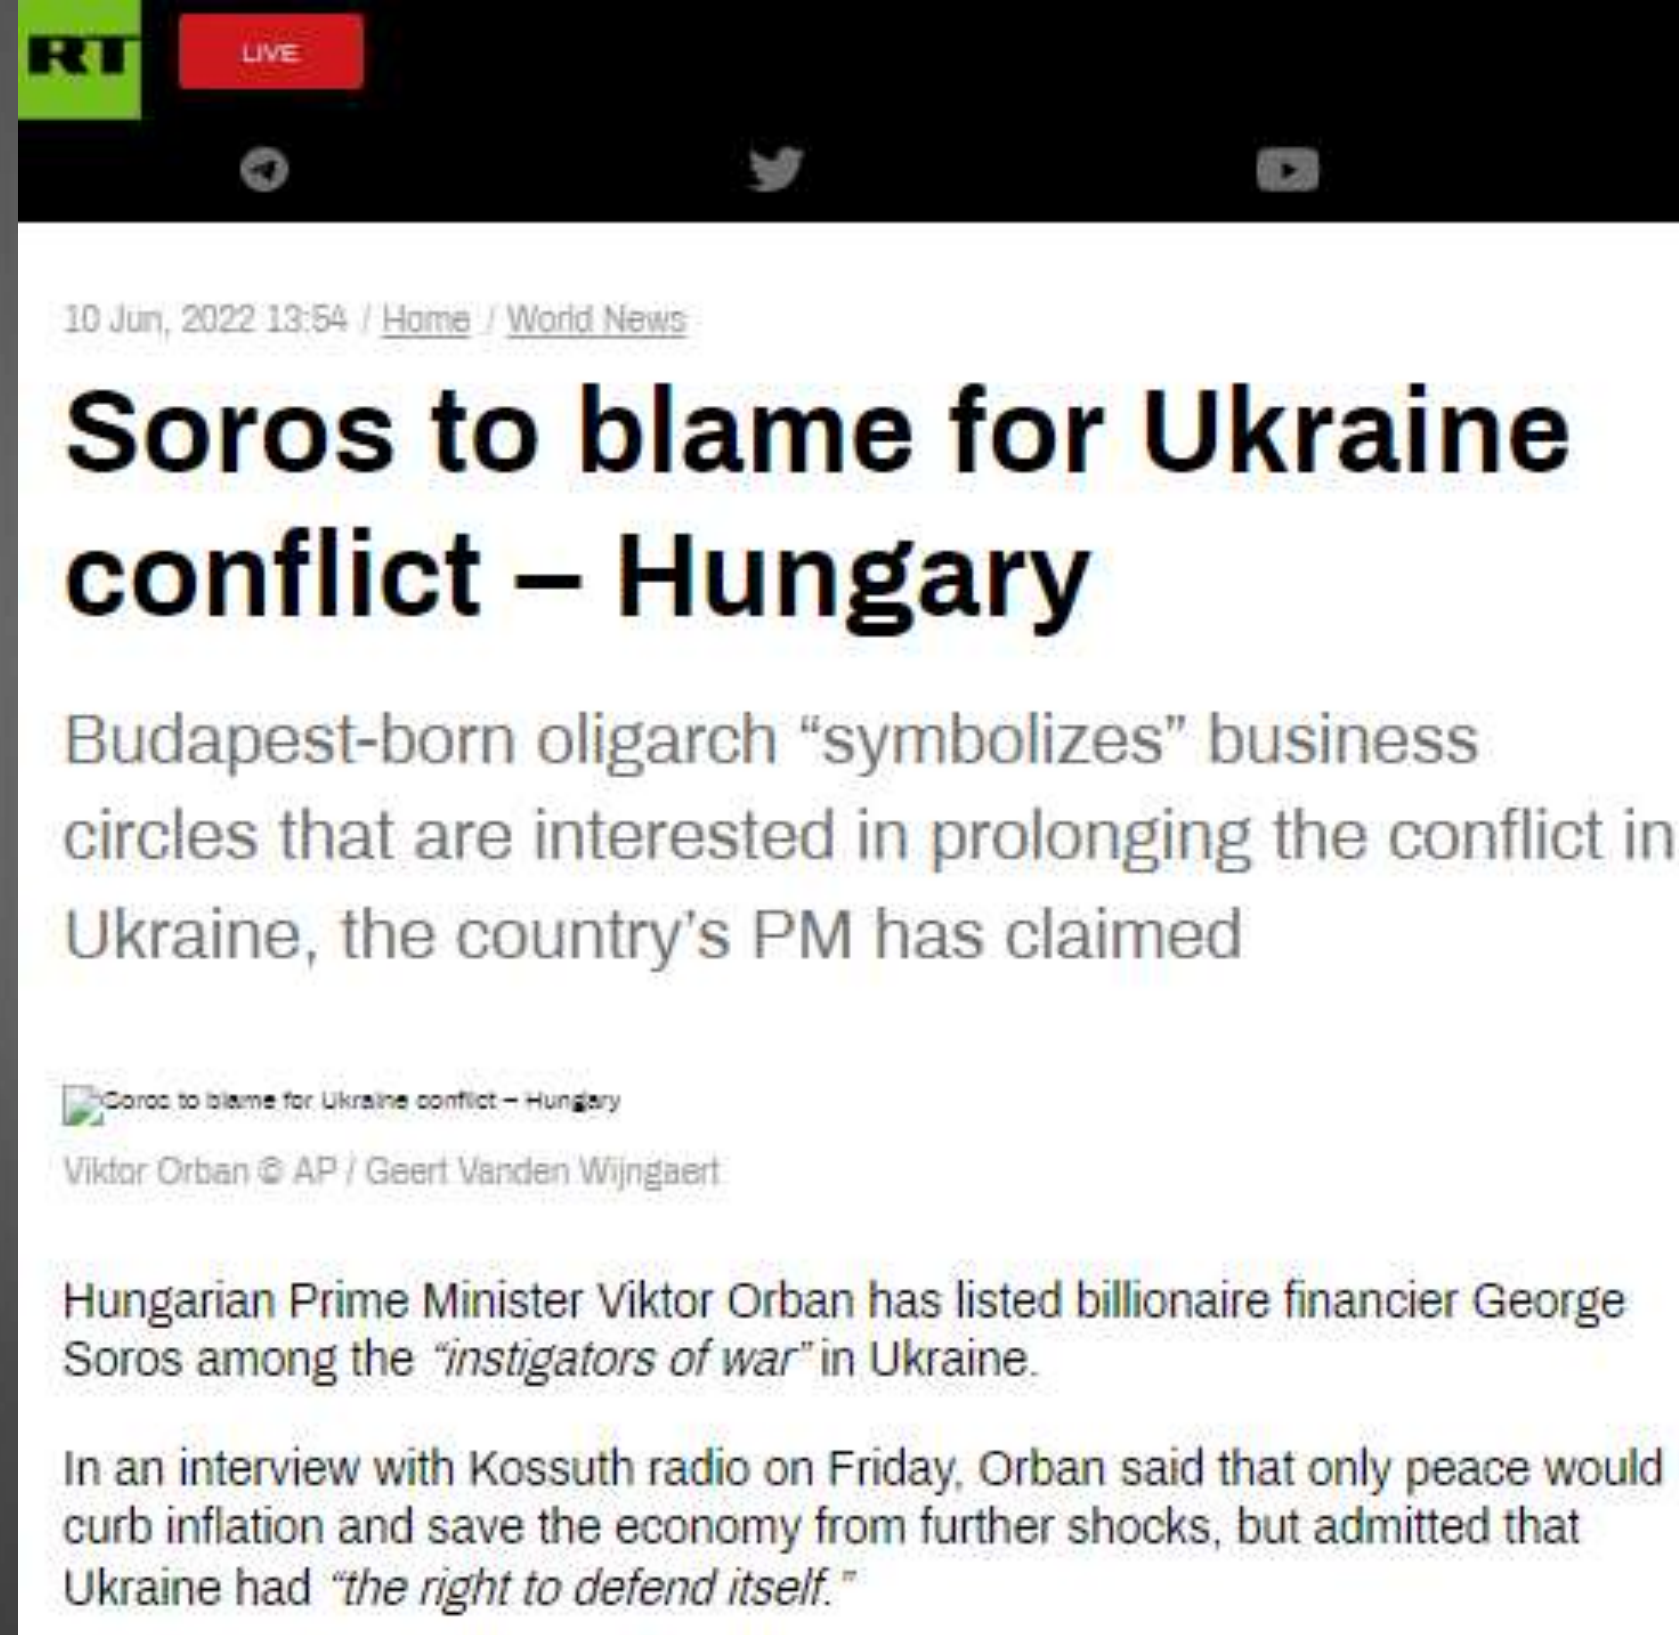 RT
LIVE
10 Jun, 2022 13:54 / Home / World News
Soros to blame for Ukraine
conflict – Hungary
Budapest-born oligarch “symbolizes” business
circles that are interested in prolonging the conflict in
Ukraine, the country’s PM has claimed
Soros to blame for Ukraine conflict – Hungary
Viktor Orban © AP / Geert Vanden Wijngaert
Hungarian Prime Minister Viktor Orban has listed billionaire financier George
Soros among the “instigators of war” in Ukraine.
In an interview with Kossuth radio on Friday, Orban said that only peace would
curb inflation and save the economy from further shocks, but admitted that
Ukraine had “the right to defend itself.”